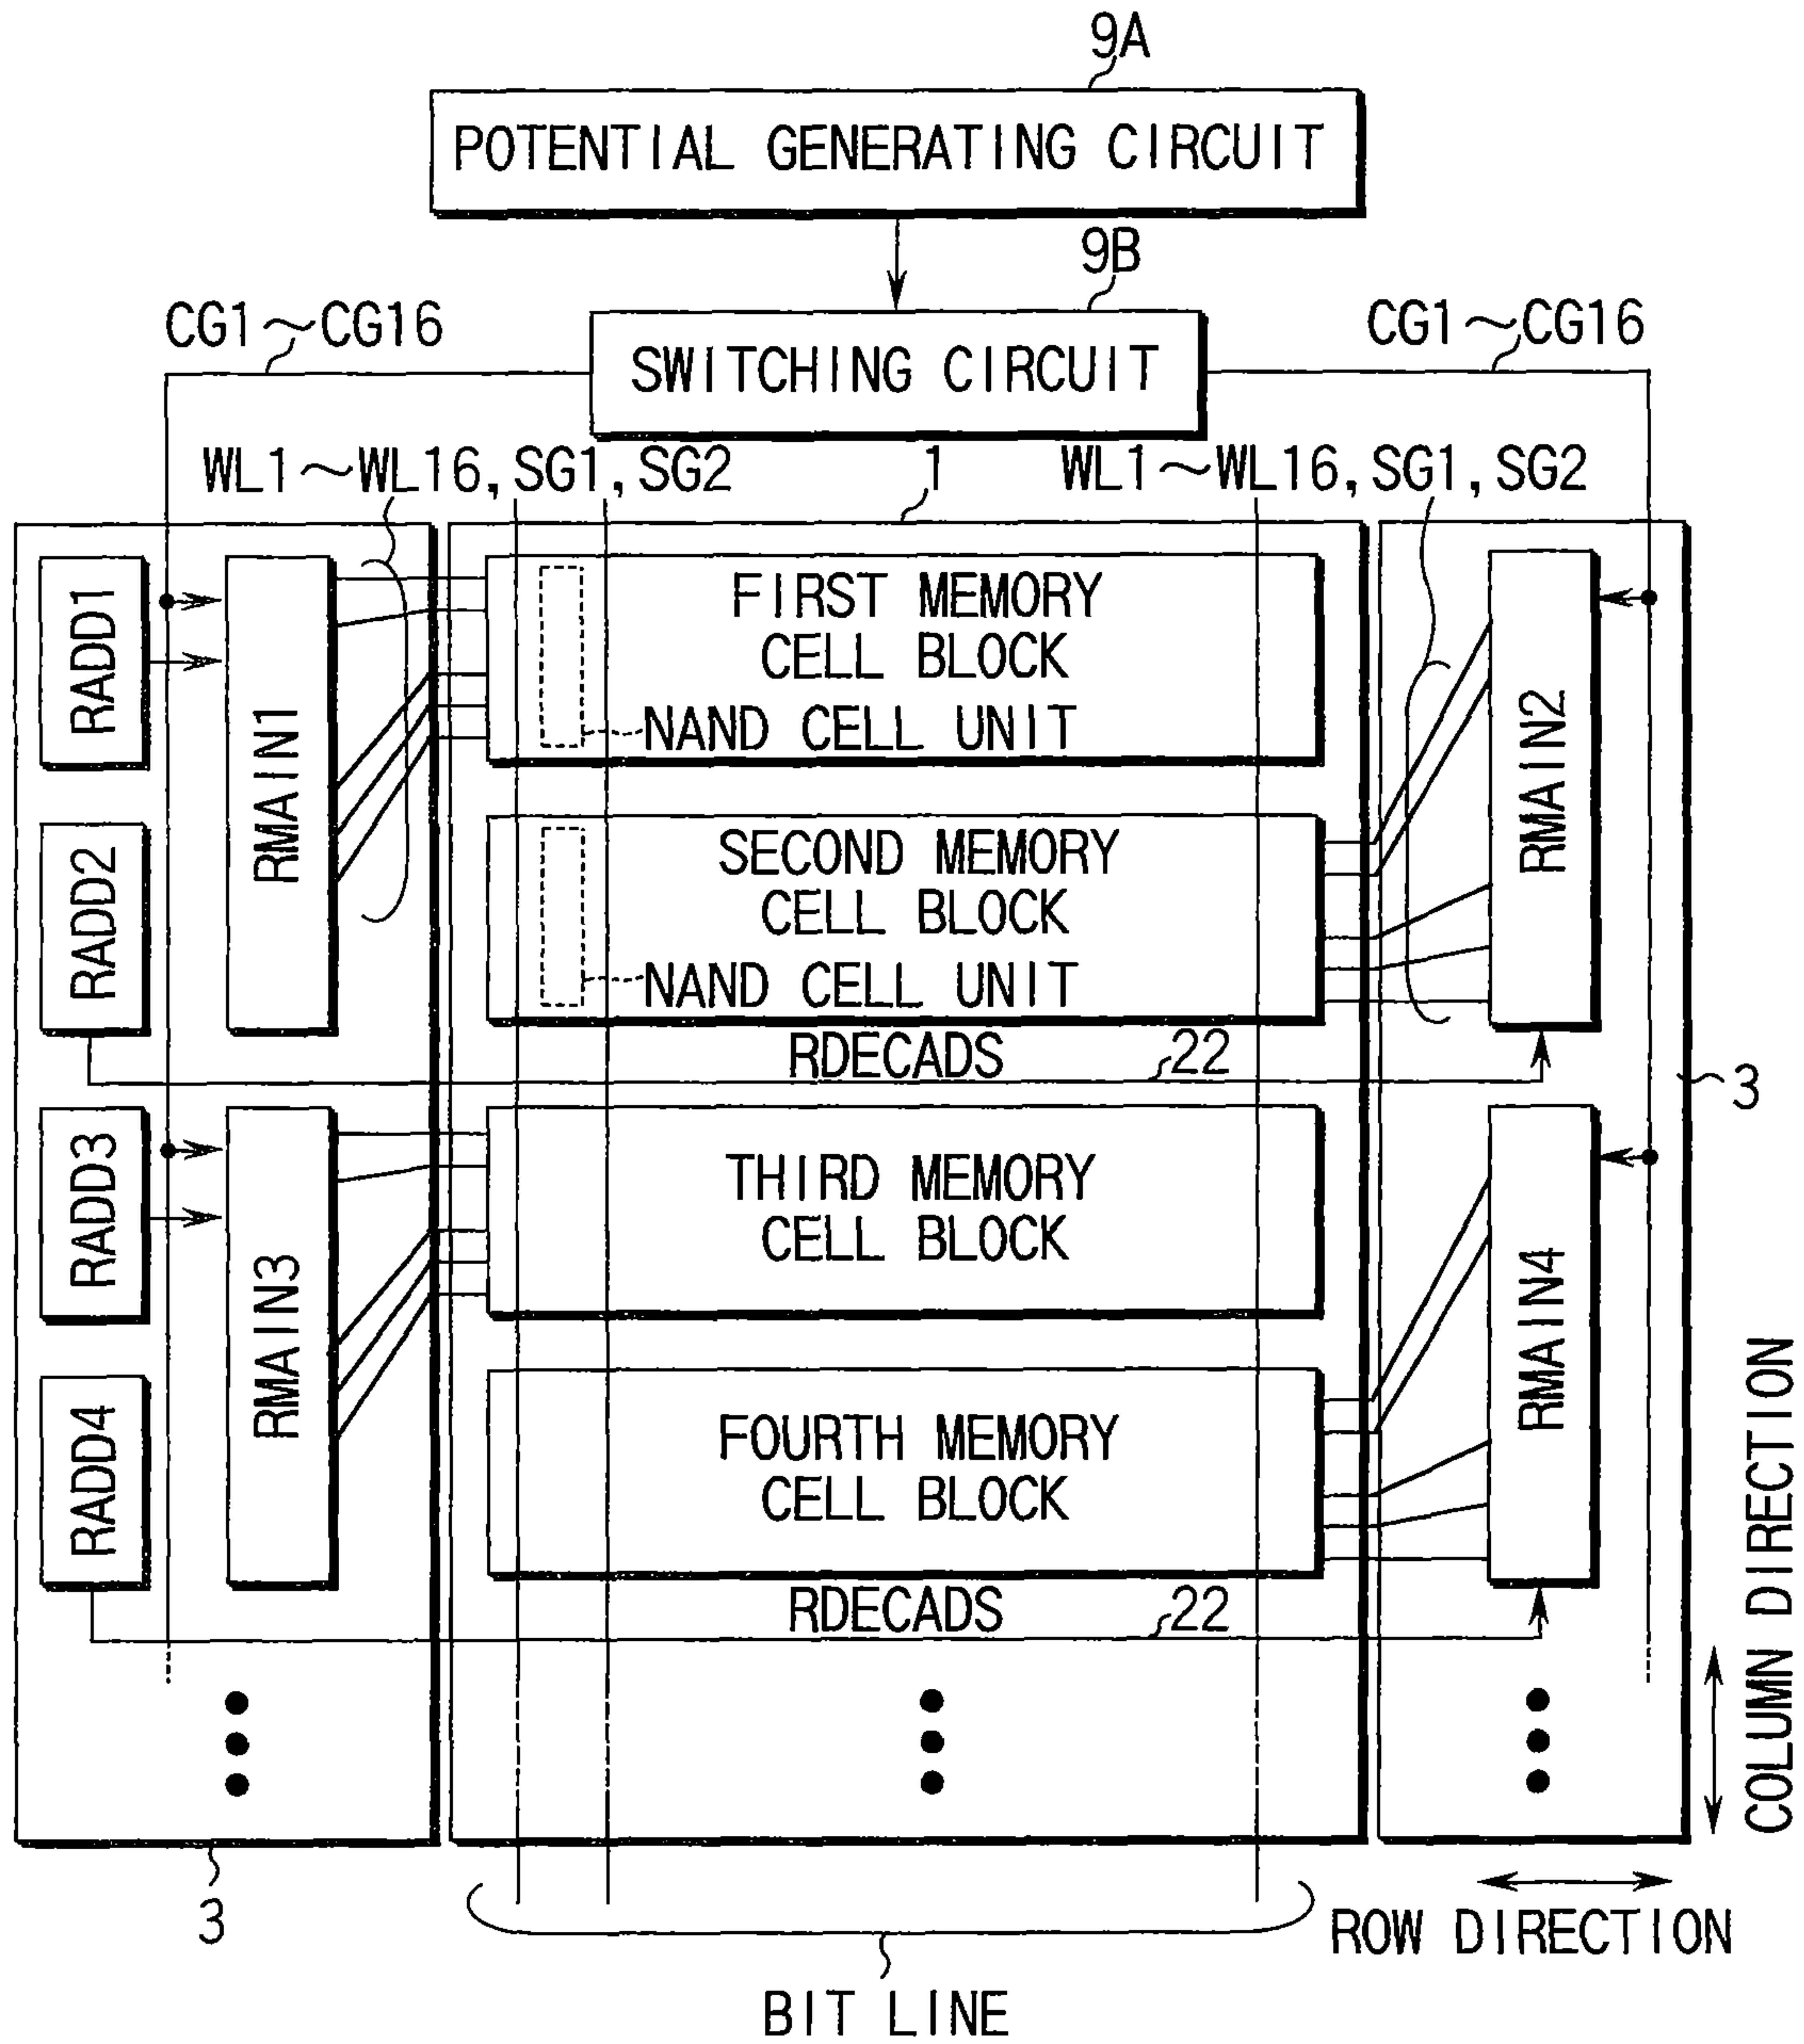 9A
POTENTIAL GENERATING CIRCUIT
9B
CG1~CG16
SWITCHING CIRCUIT
CG1~CG16
WL1~WL16, SG1, SG2
1
WL1~WL16, SG1, SG2
RADD1
RMAIN1
FIRST MEMORY
CELL BLOCK
NAND CELL UNIT
RMAIN2
RADD2
SECOND MEMORY
CELL BLOCK
NAND CELL UNIT
RDECADS
22
3
RADD3
RMAIN3
THIRD MEMORY
CELL BLOCK
RMAIN4
RADD4
FOURTH MEMORY
CELL BLOCK
RDECADS
22
COLUMN DIRECTION
3
ROW DIRECTION
BIT LINE